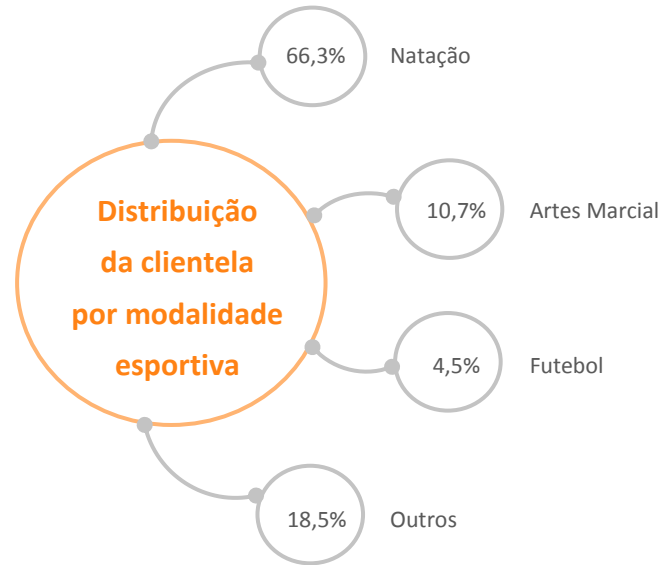 66,3% Natação
Distribuição
da clientela
por modalidade
esportiva
10,7% Artes Marcial
4,5% Futebol
18,5% Outros